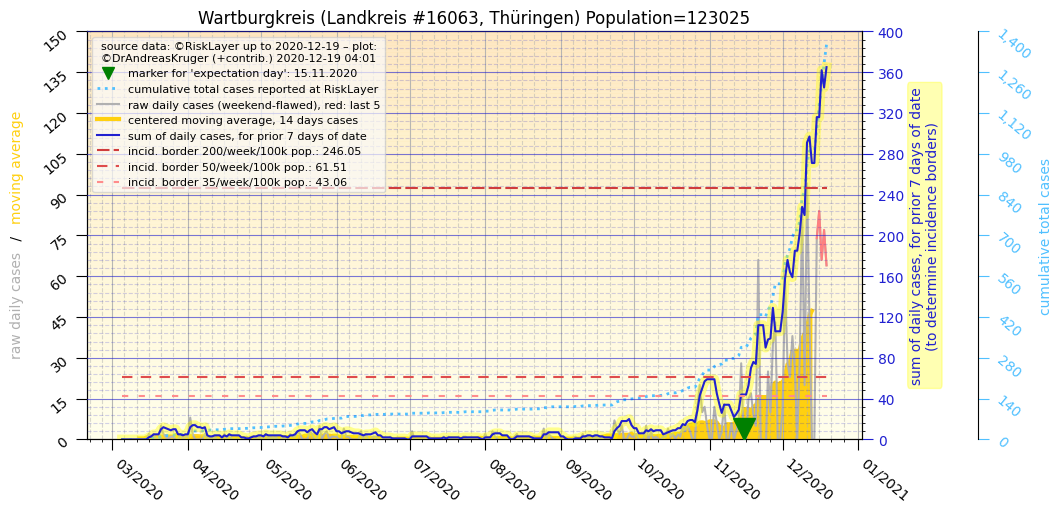 Wartburgkreis (Landkreis #16063, Thüringen) Population=123025
source data: ©RiskLayer up to 2020-12-19 – plot:
©DrAndreasKruger (+contrib.) 2020-12-19 04:01
marker for 'expectation day': 15.11.2020
cumulative total cases reported at RiskLayer
raw daily cases (weekend-flawed), red: last 5
centered moving average, 14 days cases
sum of daily cases, for prior 7 days of date
incid. border 200/week/100k pop.: 246.05
incid. border 50/week/100k pop.: 61.51
incid. border 35/week/100k pop.: 43.06
raw daily cases / moving average
150
135
120
105
90
75
60
45
30
15
0
03/2020
04/2020
05/2020
06/2020
07/2020
08/2020
09/2020
10/2020
11/2020
12/2020
01/2021
400
360
320
280
240
200
160
120
80
40
0
sum of daily cases, for prior 7 days of date
(to determine incidence borders)
1,400
1,260
1,120
980
840
700
560
420
280
140
0
cumulative total cases